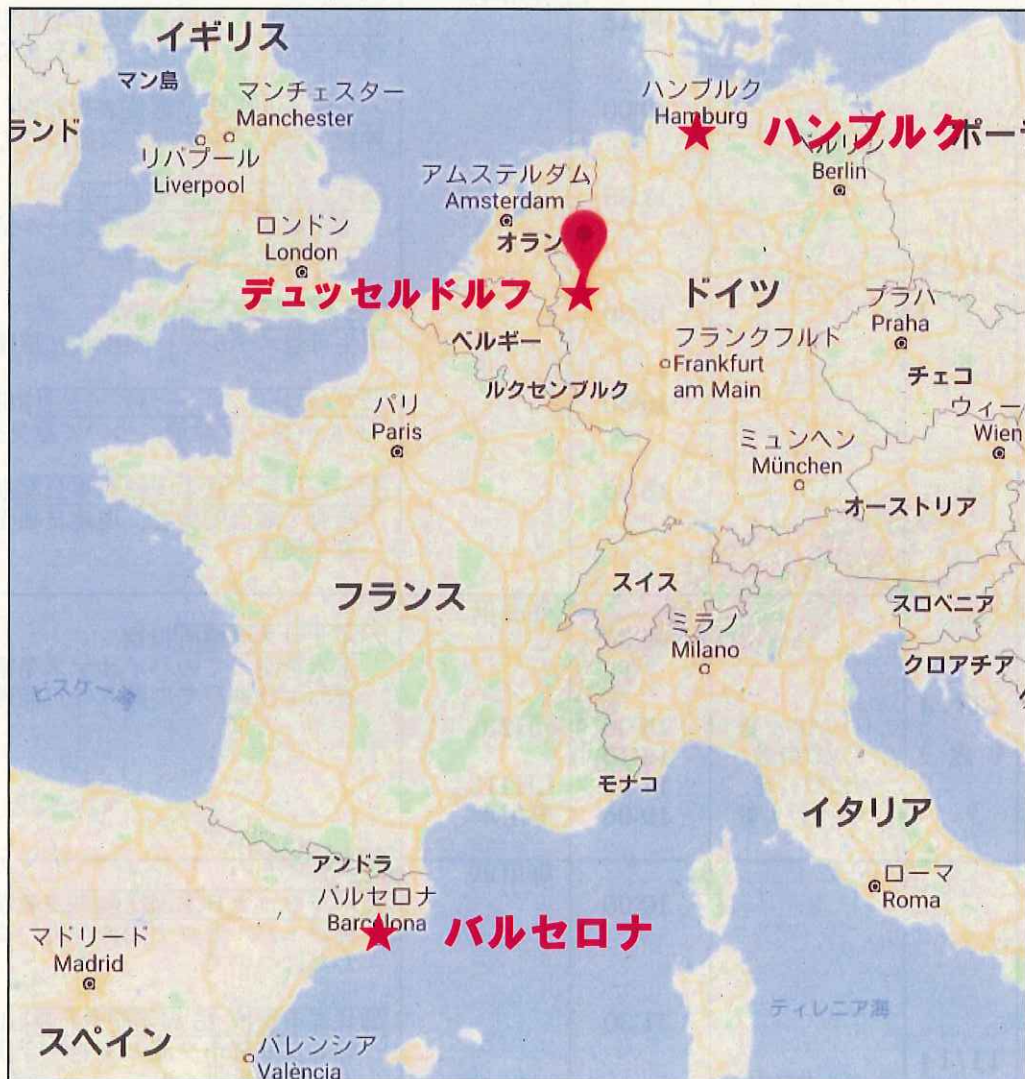 イギリス
マン島
マンチェスター
Manchester
ランド
リバプール
Liverpool
ハンブルク
Hamburg
ハンブルク
ポー
ベルリン
Berlin
アムステルダム
Amsterdam
オラン
ロンドン
London
デュッセルドルフ
ドイツ
プラハ
Praha
ベルギー
フランクフルト
Frankfurt
am Main
チェコ
ルクセンブルク
パリ
Paris
ウィー
Wien
ミュンヘン
München
オーストリア
フランス
スイス
スロベニア
ミラノ
Milano
クロアチア
ビスケー湾
モナコ
イタリア
アンドラ
バルセロナ
Barcelona
バルセロナ
ローマ
Roma
マドリード
Madrid
ティレニア海
スペイン
バレンシア
València